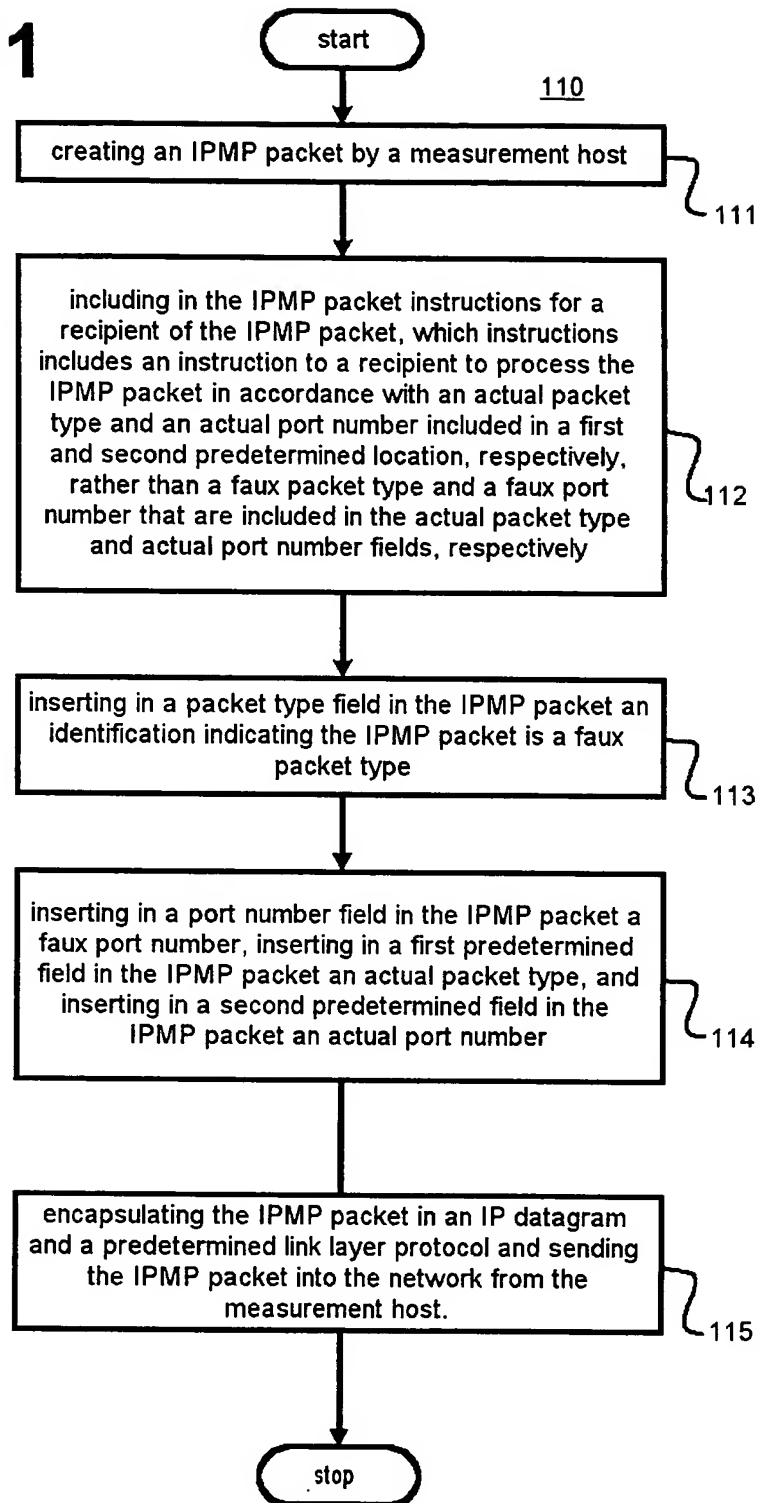 1
start
110
creating an IPMP packet by a measurement host
111
including in the IPMP packet instructions for a
recipient of the IPMP packet, which instructions
includes an instruction to a recipient to process the
IPMP packet in accordance with an actual packet
type and an actual port number included in a first
and second predetermined location, respectively,
rather than a faux packet type and a faux port
number that are included in the actual packet type
and actual port number fields, respectively
112
inserting in a packet type field in the IPMP packet an
identification indicating the IPMP packet is a faux
packet type
113
inserting in a port number field in the IPMP packet a
faux port number, inserting in a first predetermined
field in the IPMP packet an actual packet type, and
inserting in a second predetermined field in the
IPMP packet an actual port number
114
encapsulating the IPMP packet in an IP datagram
and a predetermined link layer protocol and sending
the IPMP packet into the network from the
measurement host.
115
stop